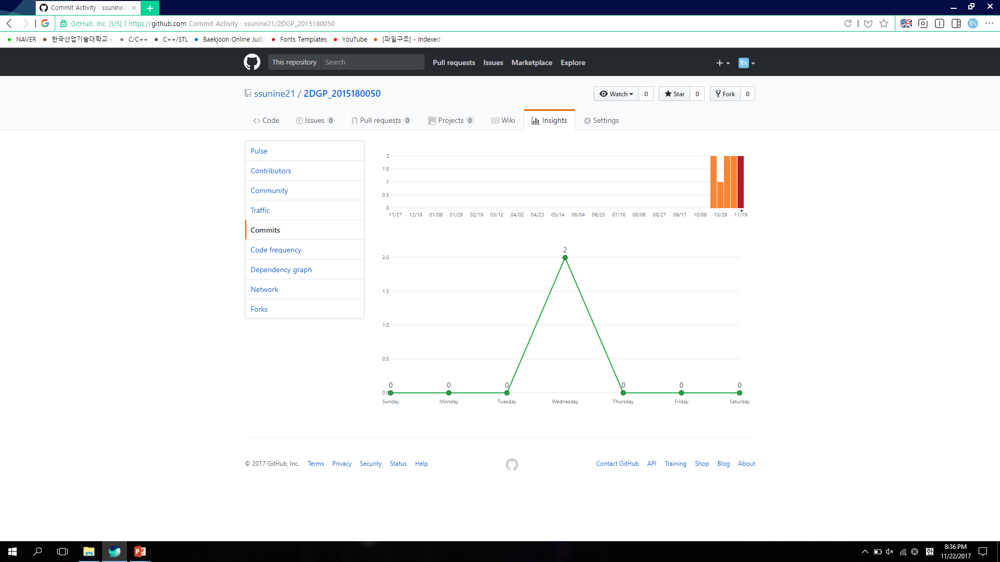 Commit Activity · ssunine2
GitHub, Inc. [US] | https://github.com Commit Activity · ssunine21/2DGP_2015180050
NAVER 한국산업기술대학교 e C/C++ C++/STL Baekjoon Online Judg Fonts Templates YouTube [파일구조] - Indexed
This repository Search Pull requests Issues Marketplace Explore
ssunine21 / 2DGP_2015180050 Watch 0 Star 0 Fork 0
Code Issues 0 Pull requests 0 Projects 0 Wiki Insights Settings
Pulse
Contributors
Community
Traffic
Commits
Code frequency
Dependency graph
Network
Forks
2
1.5
1
0.5
0
11/27 12/18 01/08 01/29 02/19 03/12 04/02 04/23 05/14 06/04 06/25 07/16 08/06 08/27 09/17 10/08 10/29 11/19
2
2.0
1.5
1.0
0.5
0 0 0 0 0 0
0.0
Sunday Monday Tuesday Wednesday Thursday Friday Saturday
© 2017 GitHub, Inc. Terms Privacy Security Status Help Contact GitHub API Training Shop Blog About
한 8:36 PM
11/22/2017